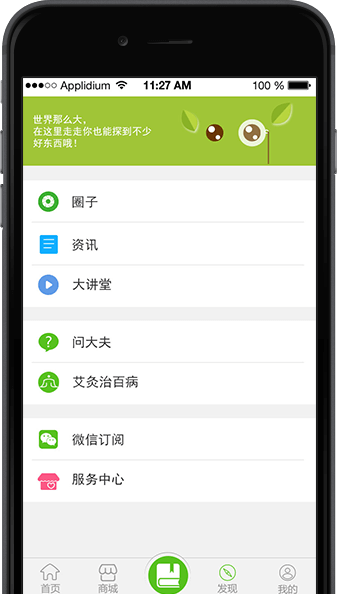 Applidium 11:27 AM 100 %
世界那么大，
在这里走走你也能探到不少
好东西哦！
圈子
资讯
大讲堂
问大夫
艾灸治百病
微信订阅
服务中心
首页 商城 发现 我的